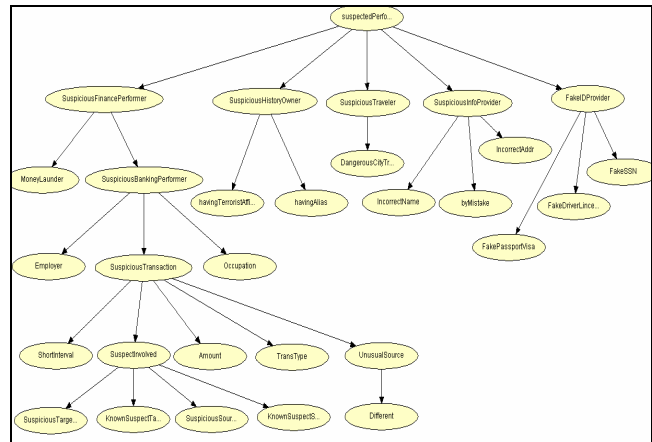 suspectedPerfo...
SuspiciousFinancePerformer
SuspiciousHistoryOwner
SuspiciousTraveler
SuspiciousInfoProvider
FakeIDProvider
MoneyLaunder
SuspiciousBankingPerformer
havingTerroristAffi...
havingAlias
DangerousCityTr...
IncorrectName
byMistake
IncorrectAddr
FakePassportVisa
FakeDriverLince...
FakeSSN
Employer
SuspiciousTransaction
Occupation
ShortInterval
SuspectInvolved
Amount
TransType
UnusualSource
SuspiciousTarge...
KnownSuspectTa...
SuspiciousSour...
KnownSuspectS...
Different